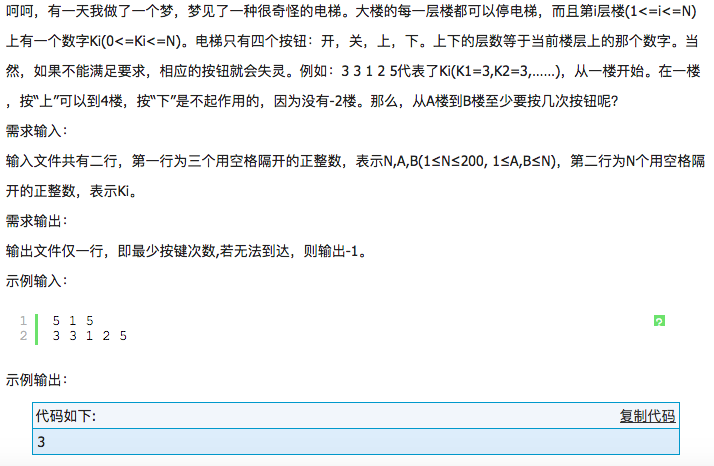 呵呵，有一天我做了一个梦，梦见了一种很奇怪的电梯。大楼的每一层楼都可以停电梯，而且第i层楼(1<=i<=N)
上有一个数字Ki(0<=Ki<=N)。电梯只有四个按钮：开，关，上，下。上下的层数等于当前楼层上的那个数字。当
然，如果不能满足要求，相应的按钮就会失灵。例如：3 3 1 2 5代表了Ki(K1=3,K2=3,......)，从一楼开始。在一楼
，按“上”可以到4楼，按“下”是不起作用的，因为没有-2楼。那么，从A楼到B楼至少要按几次按钮呢？
需求输入：
输入文件共有二行，第一行为三个用空格隔开的正整数，表示N,A,B(1≤N≤200, 1≤A,B≤N)，第二行为N个用空格隔
开的正整数，表示Ki。
需求输出：
输出文件仅一行，即最少按键次数,若无法到达，则输出-1。
示例输入：
1 5 1 5 ?
2 3 3 1 2 5
示例输出：
代码如下: 复制代码
3